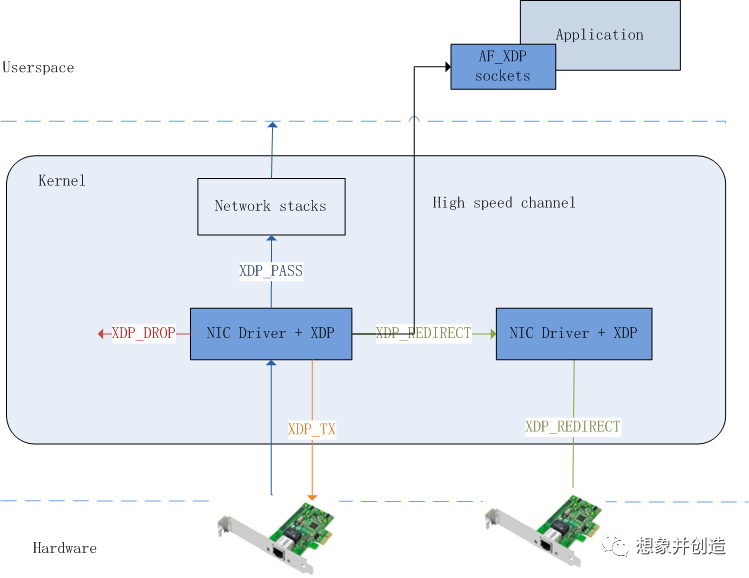 Application
AF_XDP
sockets
Userspace
Kernel
Network stacks
High speed channel
XDP_PASS
XDP_DROP
NIC Driver + XDP
XDP_REDIRECT
NIC Driver + XDP
XDP_TX
XDP_REDIRECT
Hardware
想象并创造